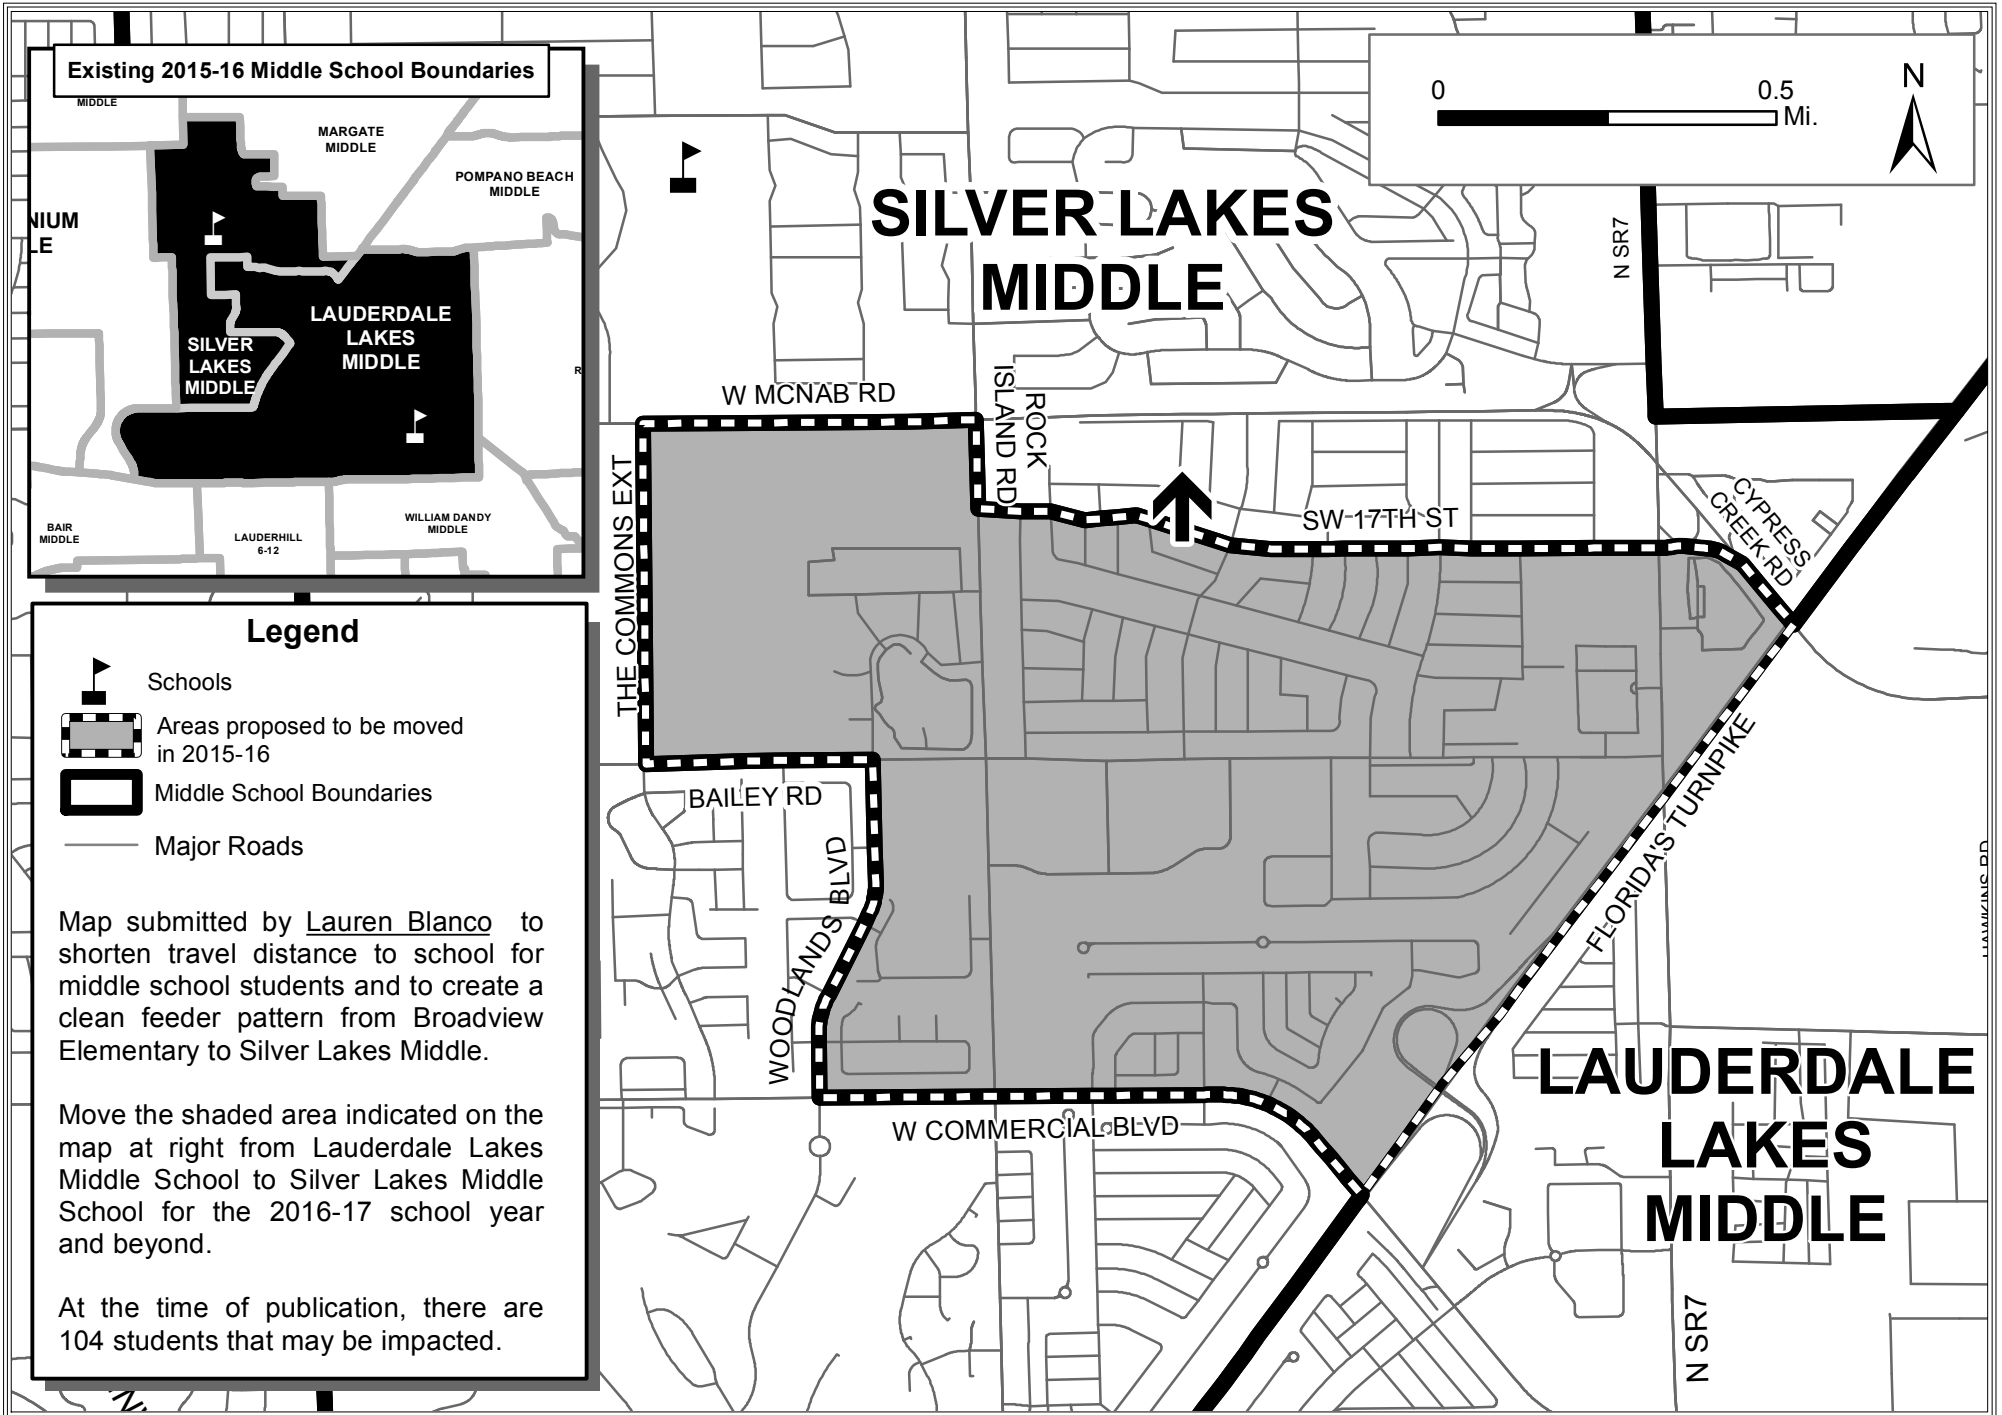 Existing 2015-16 Middle School Boundaries
MIDDLE
MARGATE
MIDDLE
POMPANO BEACH
MIDDLE
NIUM
LE
LAUDERDALE
LAKES
MIDDLE
SILVER
LAKES
MIDDLE
R
BAIR
MIDDLE
LAUDERHILL
6-12
WILLIAM DANDY
MIDDLE
Legend
Schools
Areas proposed to be moved
in 2015-16
Middle School Boundaries
Major Roads
Map submitted by Lauren Blanco to
shorten travel distance to school for
middle school students and to create a
clean feeder pattern from Broadview
Elementary to Silver Lakes Middle.
Move the shaded area indicated on the
map at right from Lauderdale Lakes
Middle School to Silver Lakes Middle
School for the 2016-17 school year
and beyond.
At the time of publication, there are
104 students that may be impacted.
0
0.5
Mi.
N
SILVER LAKES
MIDDLE
N SR7
W MCNAB RD
ROCK
ISLAND RD
THE COMMONS EXT
SW 17TH ST
CYPRESS
CREEK RD
BAILEY RD
WOODLANDS BLVD
FLORIDA'S TURNPIKE
W COMMERCIAL BLVD
LAUDERDALE
LAKES
MIDDLE
N SR7